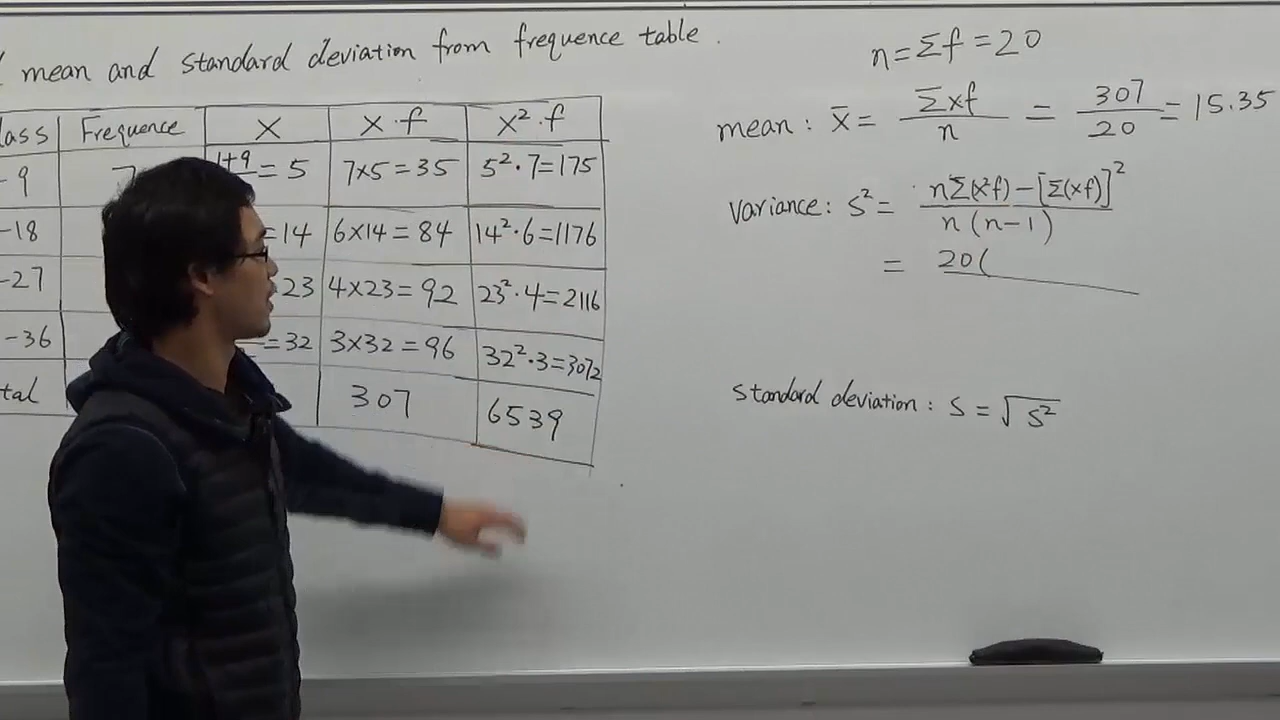 mean and standard deviation from frequence table .
lass Frequence X X·f X²·f
-9 7 1+9 = 5 7×5=35 5²·7=175
-18 =14 6×14=84 14²·6=1176
-27 23 4×23=92 23²·4=2116
-36 =32 3×32=96 32²·3=3072
tal 307 6539
n=Σf=20
mean: x̄ = Σxf / n = 307 / 20 = 15.35
Variance: S² = nΣ(x²f)-[Σ(xf)]² / n(n-1)
= 20(
Standard deviation: S = √S²